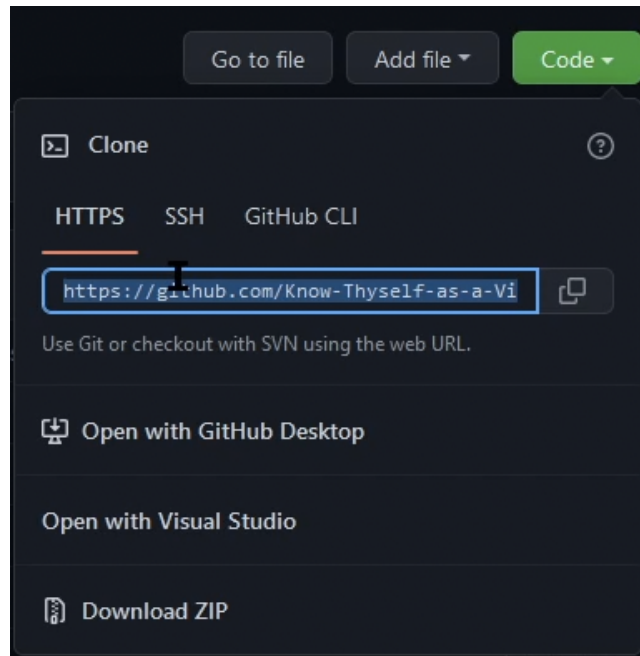 Go to file Add file Code
Clone
HTTPS SSH GitHub CLI
https://github.com/Know-Thyself-as-a-Vi
Use Git or checkout with SVN using the web URL.
Open with GitHub Desktop
Open with Visual Studio
Download ZIP